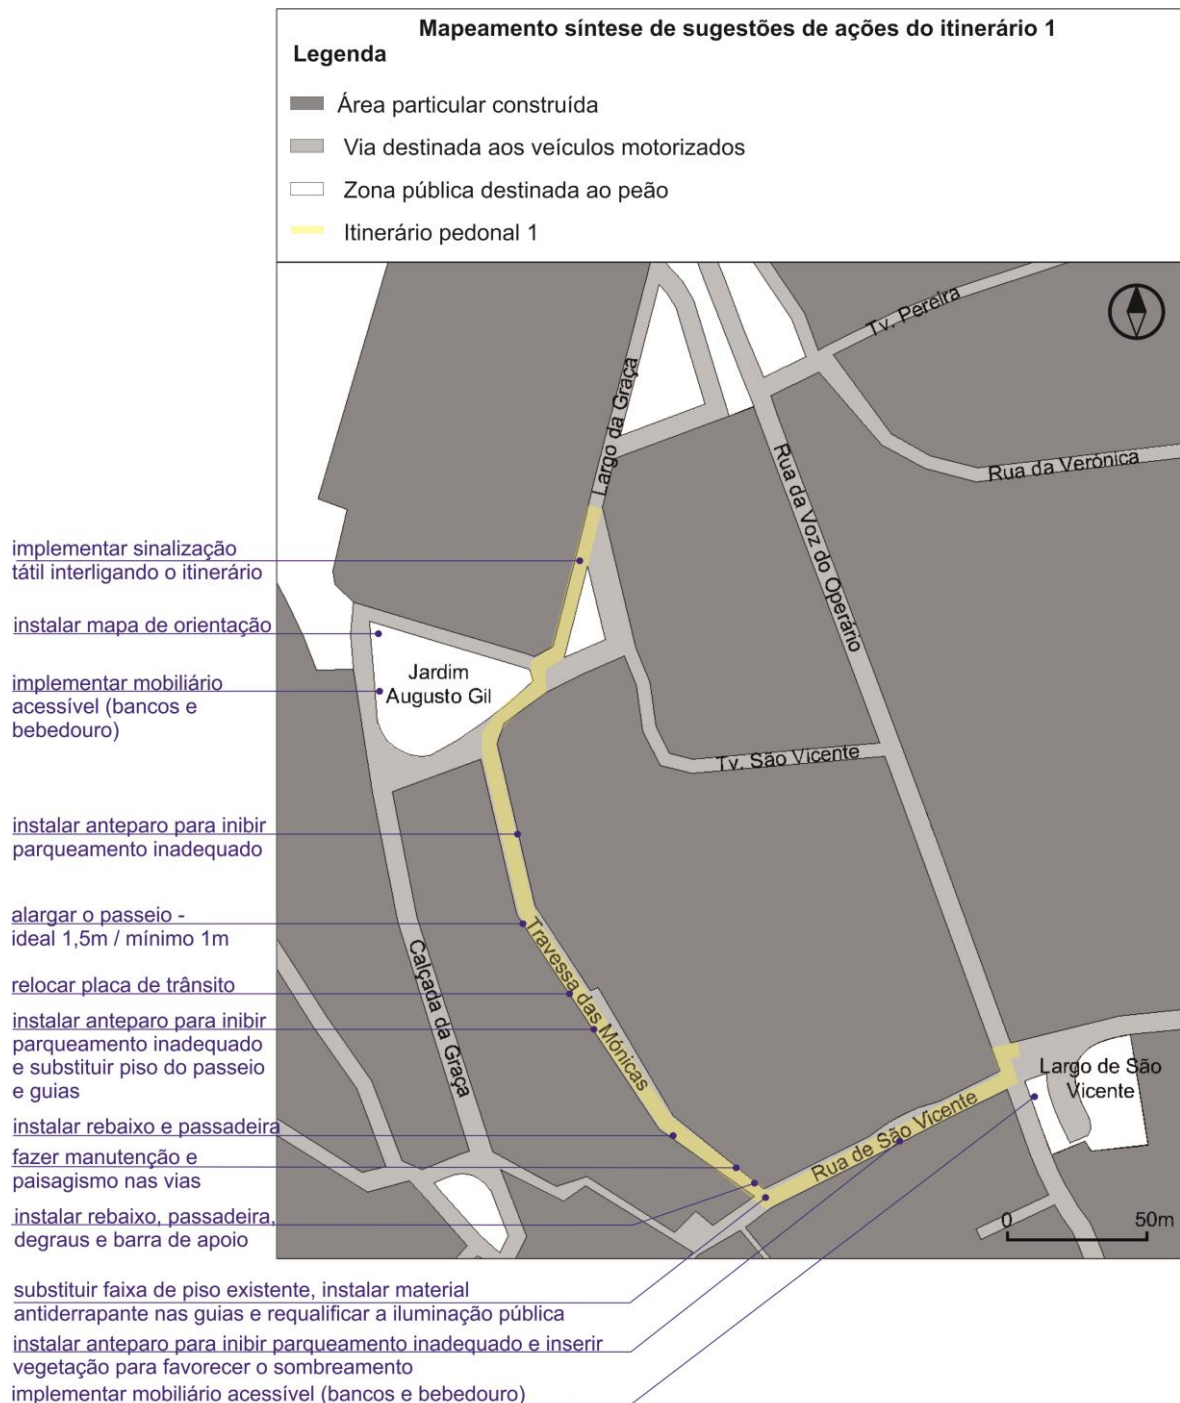 Mapeamento síntese de sugestões de ações do itinerário 1
Legenda
Área particular construída
Via destinada aos veículos motorizados
Zona pública destinada ao peão
Itinerário pedonal 1
Tv. Pereira
Largo da Graça
Rua da Verónica
Rua da Voz do Operário
implementar sinalização
tátil interligando o itinerário
instalar mapa de orientação
Jardim
Augusto Gil
implementar mobiliário
acessível (bancos e
bebedouro)
Tv. São Vicente
instalar anteparo para inibir
parqueamento inadequado
alargar o passeio -
ideal 1,5m / mínimo 1m
Travessa das Mónicas
Calçada da Graça
relocar placa de trânsito
instalar anteparo para inibir
parqueamento inadequado
e substituir piso do passeio
e guias
Largo de São
Vicente
Rua de São Vicente
instalar rebaixo e passadeira
fazer manutenção e
paisagismo nas vias
instalar rebaixo, passadeira,
degraus e barra de apoio
0 50m
substituir faixa de piso existente, instalar material
antiderrapante nas guias e requalificar a iluminação pública
instalar anteparo para inibir parqueamento inadequado e inserir
vegetação para favorecer o sombreamento
implementar mobiliário acessível (bancos e bebedouro)